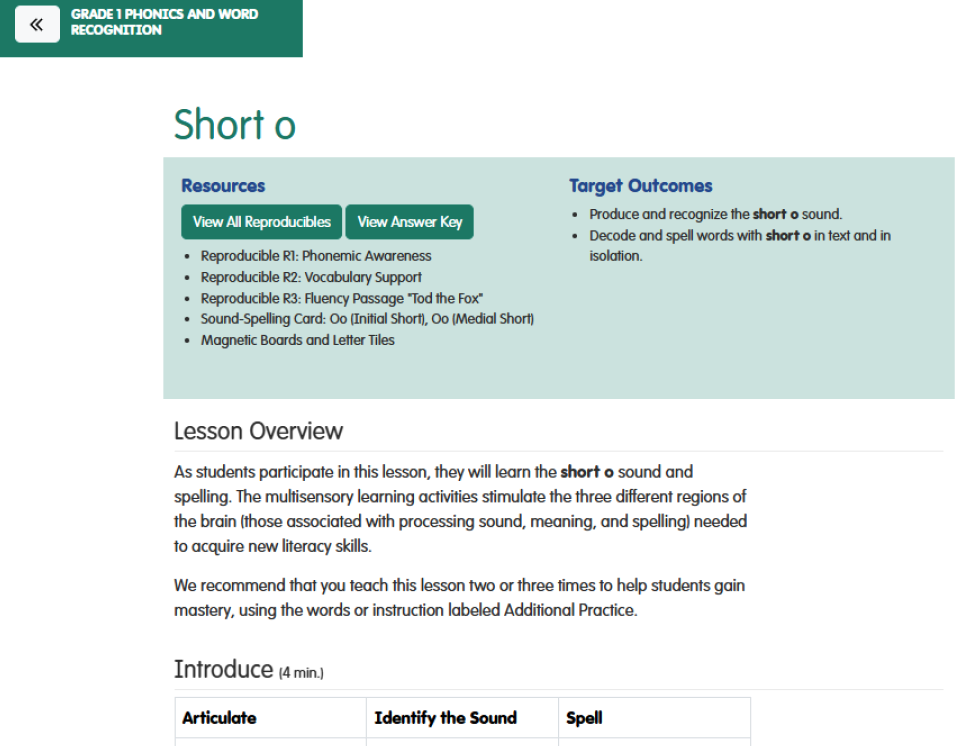 GRADE 1 PHONICS AND WORD
RECOGNITION
Short o
Resources
View All Reproducibles View Answer Key
• Reproducible R1: Phonemic Awareness
• Reproducible R2: Vocabulary Support
• Reproducible R3: Fluency Passage "Tod the Fox"
• Sound-Spelling Card: Oo (Initial Short), Oo (Medial Short)
• Magnetic Boards and Letter Tiles
Target Outcomes
• Produce and recognize the short o sound.
• Decode and spell words with short o in text and in
isolation.
Lesson Overview
As students participate in this lesson, they will learn the short o sound and
spelling. The multisensory learning activities stimulate the three different regions of
the brain (those associated with processing sound, meaning, and spelling) needed
to acquire new literacy skills.
We recommend that you teach this lesson two or three times to help students gain
mastery, using the words or instruction labeled Additional Practice.
Introduce (4 min.)
Articulate Identify the Sound Spell